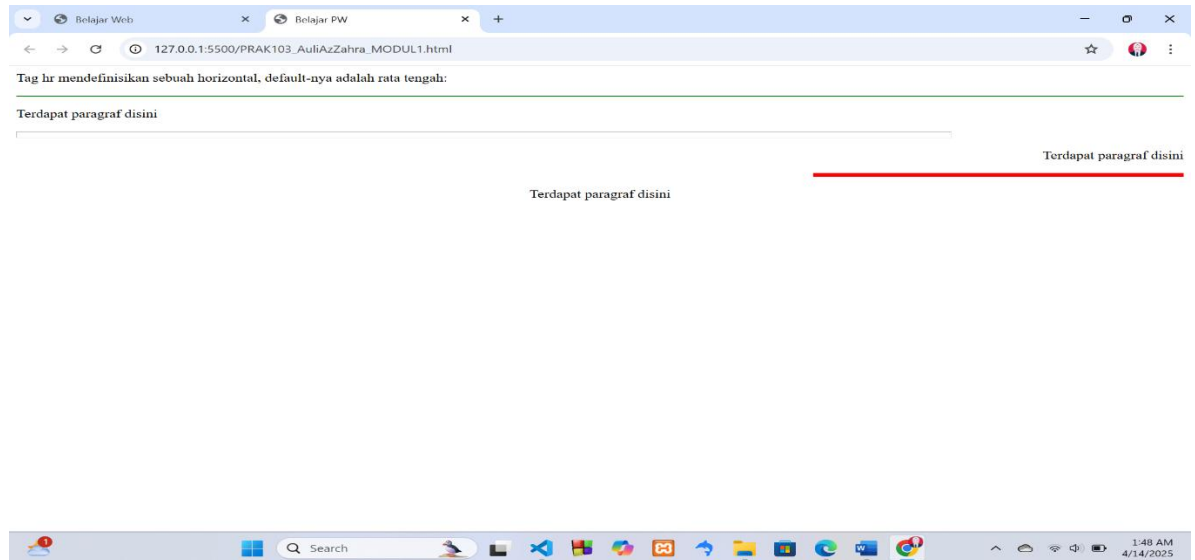 Belajar Web
Belajar PW
127.0.0.1:5500/PRAK103_AuliAzZahra_MODUL1.html
Tag hr mendefinisikan sebuah horizontal, default-nya adalah rata tengah:
Terdapat paragraf disini
Terdapat paragraf disini
Terdapat paragraf disini
1
Search
1:48 AM
4/14/2025